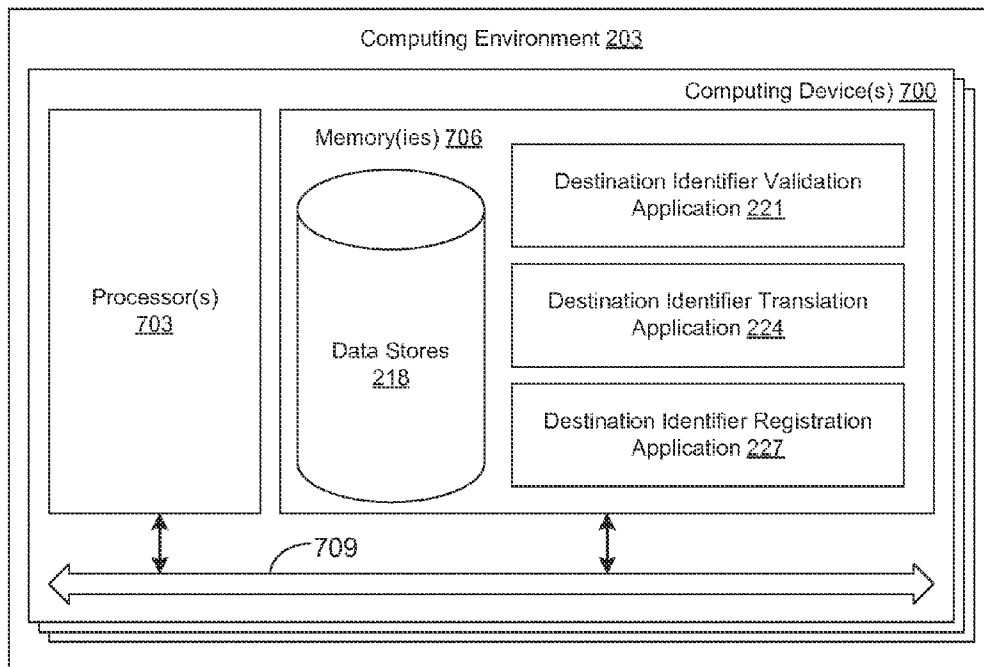 Computing Environment 203
Computing Device(s) 700
Processor(s)
703
Memory(ies) 706
Data Stores
218
Destination Identifier Validation
Application 221
Destination Identifier Translation
Application 224
Destination Identifier Registration
Application 227
709